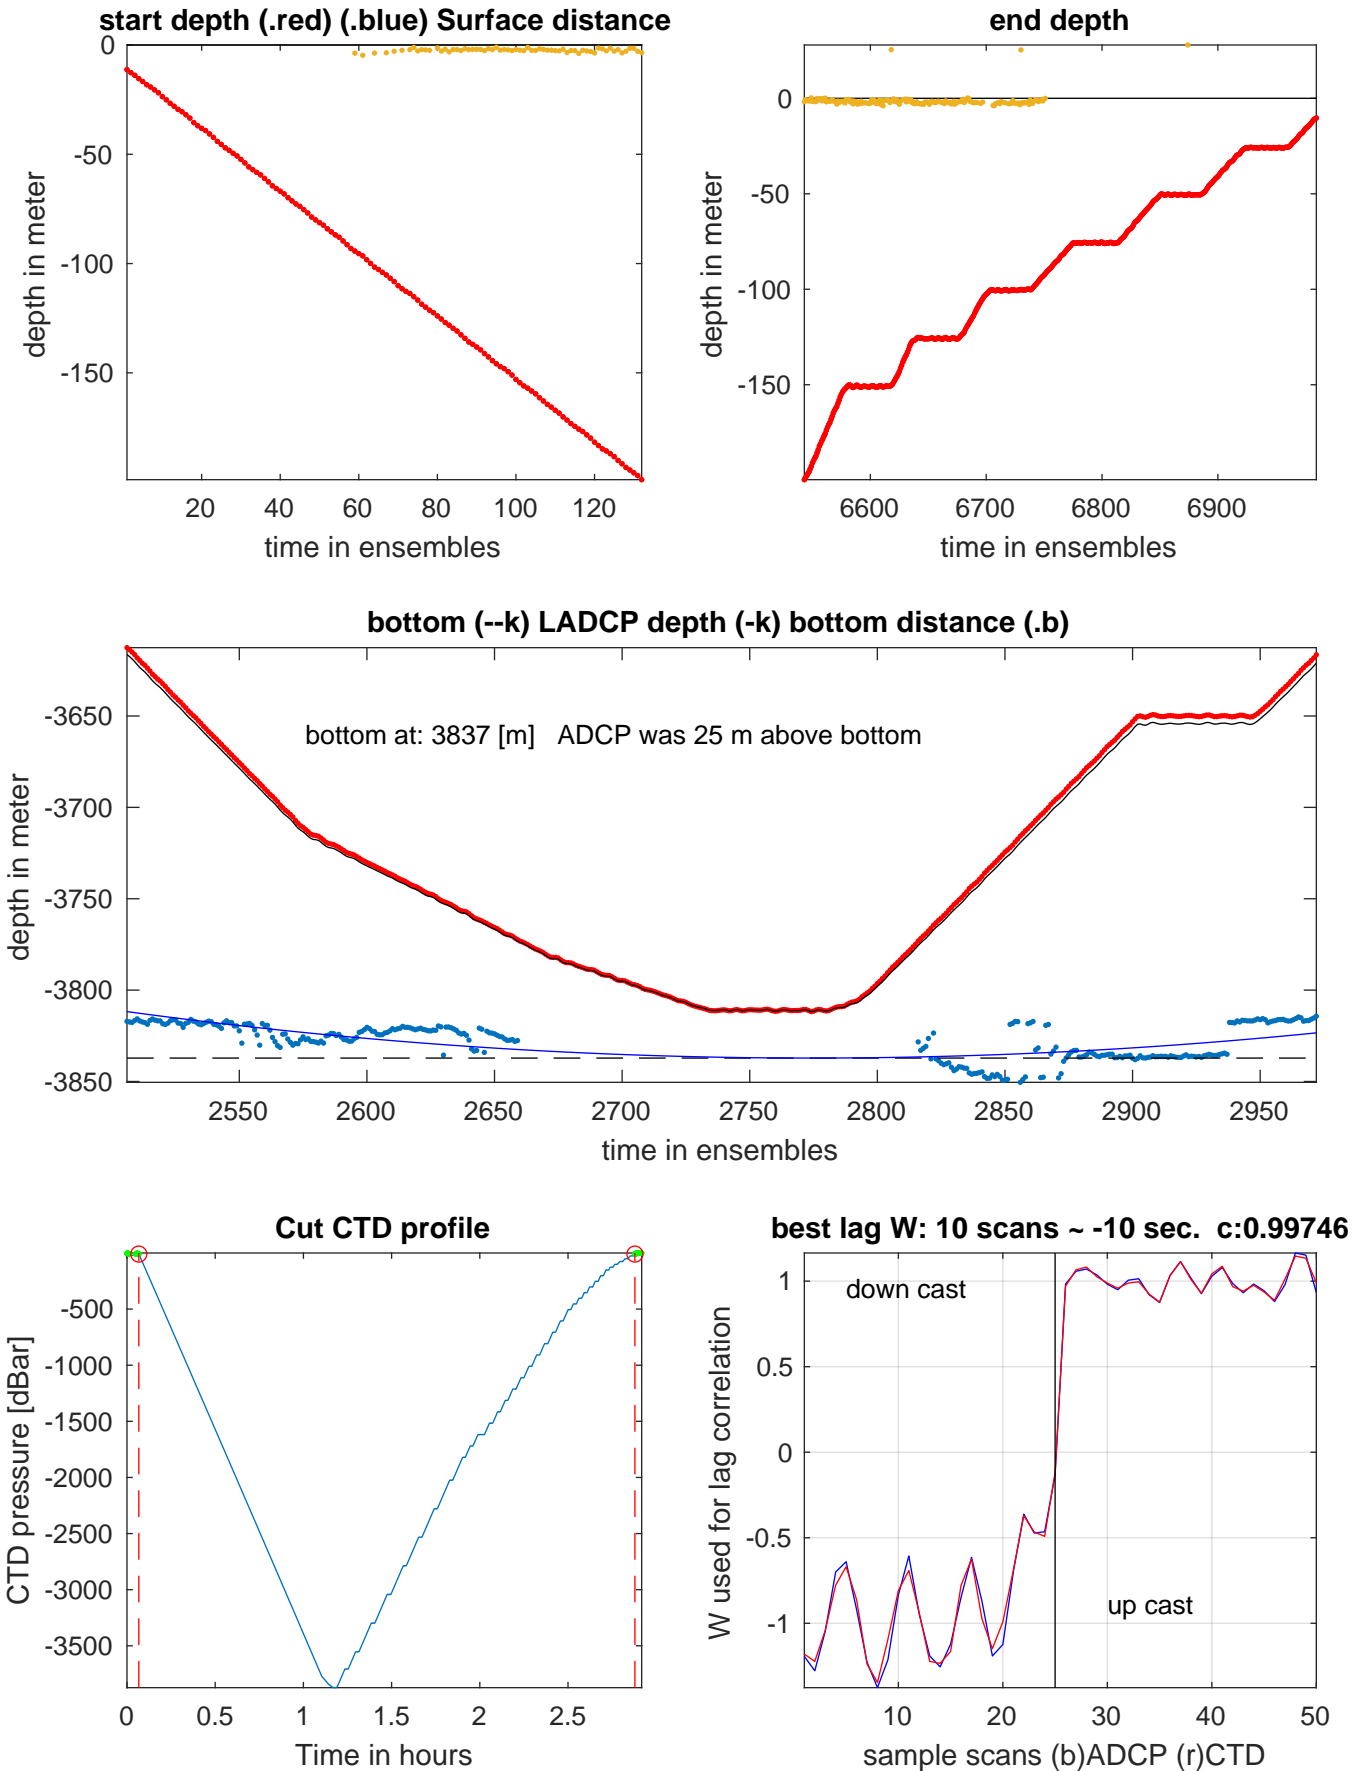 start depth (.red) (.blue) Surface distance
0
-50
-100
-150
depth in meter
20 40 60 80 100 120
time in ensembles
end depth
0
-50
-100
-150
depth in meter
6600 6700 6800 6900
time in ensembles
bottom (--k) LADCP depth (-k) bottom distance (.b)
bottom at: 3837 [m] ADCP was 25 m above bottom
-3650
-3700
-3750
-3800
-3850
depth in meter
2550 2600 2650 2700 2750 2800 2850 2900 2950
time in ensembles
Cut CTD profile
-500
-1000
-1500
-2000
-2500
-3000
-3500
CTD pressure [dBar]
0 0.5 1 1.5 2 2.5
Time in hours
best lag W: 10 scans ~ -10 sec. c:0.99746
down cast
up cast
1
0.5
0
-0.5
-1
W used for lag correlation
10 20 30 40 50
sample scans (b)ADCP (r)CTD